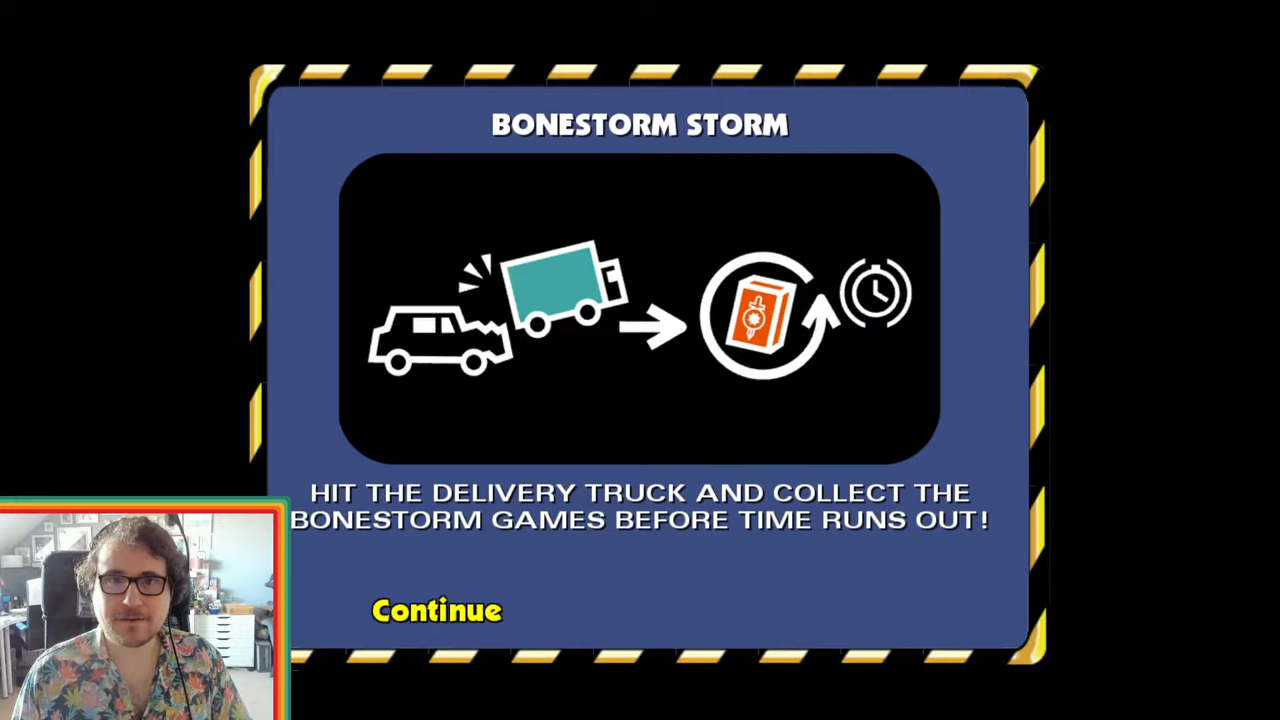 BONESTORM STORM
HIT THE DELIVERY TRUCK AND COLLECT THE
BONESTORM GAMES BEFORE TIME RUNS OUT!
Continue